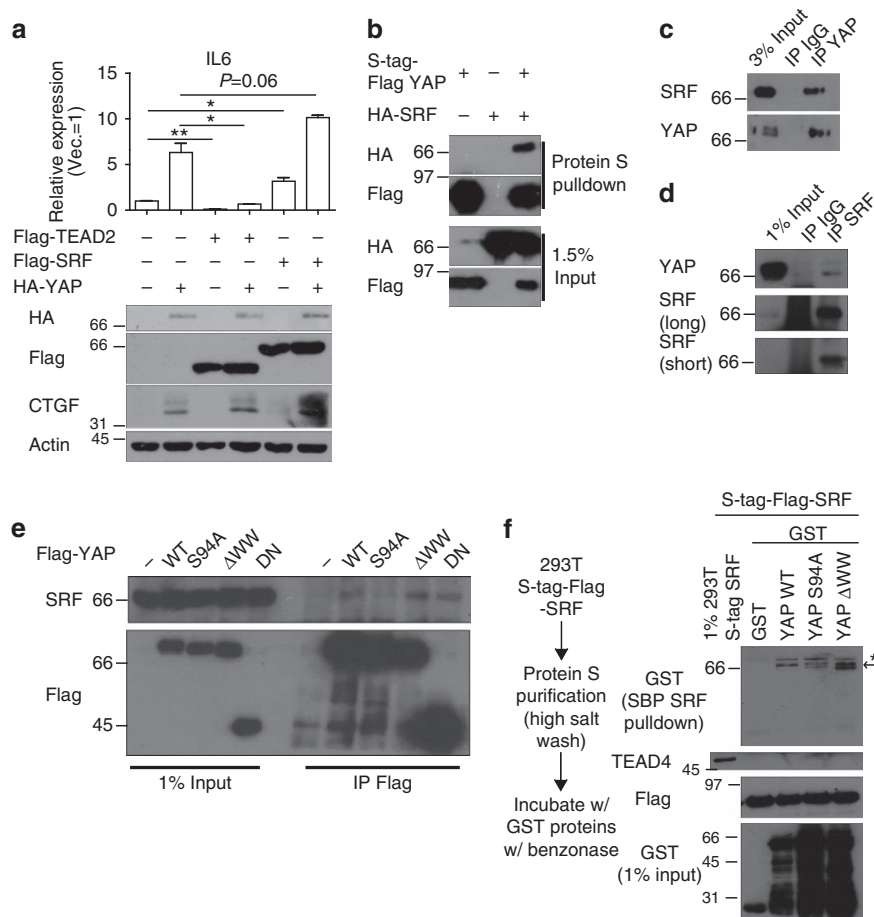 a
IL6
Relative expression
(Vec.=1)
15
10
5
0
P=0.06
*
*
**
Flag-TEAD2 – – + + – –
Flag-SRF – – – – + +
HA-YAP – + – + – +
HA
66
66
Flag
CTGF
31
45
Actin
b
S-tag-
Flag YAP + – +
HA-SRF – + +
HA 66
97
Flag
Protein S
pulldown
HA 66
97
Flag
1.5%
Input
c
3% Input
IP IgG
IP YAP
SRF 66
YAP 66
d
1% Input
IP IgG
IP SRF
YAP
66
SRF
(long) 66
SRF
(short) 66
e
Flag-YAP – WT S94A ΔWW DN – WT S94A ΔWW DN
SRF 66
66
Flag
45
1% Input
IP Flag
f
293T
S-tag-Flag
-SRF
Protein S
purification
(high salt
wash)
Incubate w/
GST proteins
w/ benzonase
S-tag-Flag-SRF
GST
1% 293T
S-tag SRF
GST
YAP WT
YAP S94A
YAP ΔWW
*
←
66
GST
(SBP SRF
pulldown)
TEAD4
45
97
Flag
66
45
31
GST
(1% input)